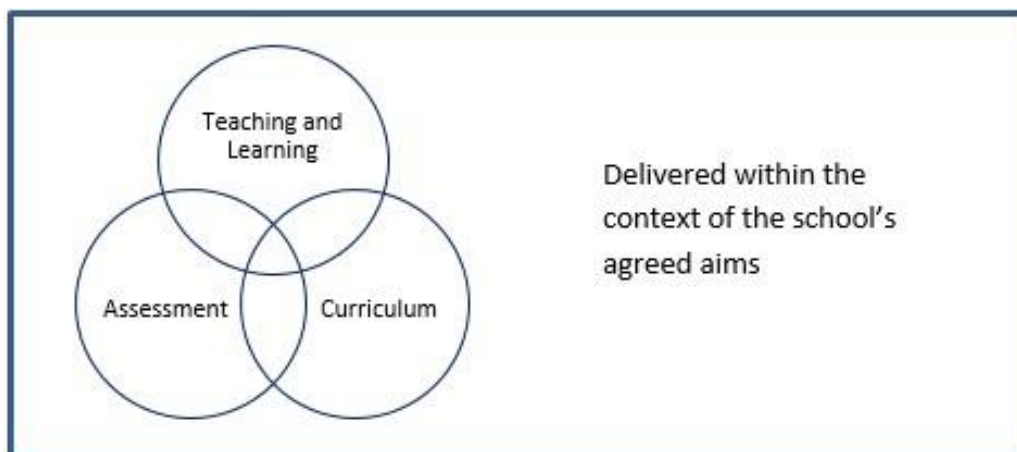 Teaching and
Learning
Assessment
Curriculum
Delivered within the
context of the school's
agreed aims